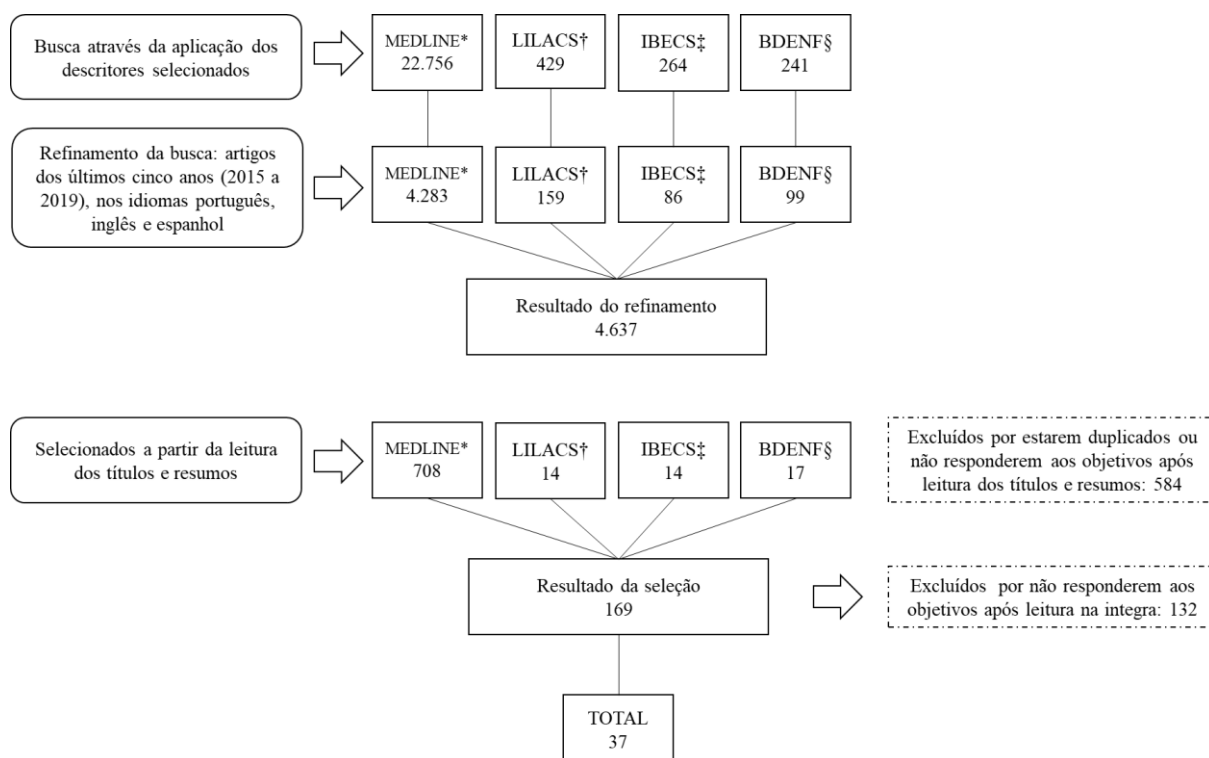 Busca através da aplicação dos
descritores selecionados
MEDLINE*
22.756
LILACS†
429
IBECS‡
264
BDENF§
241
Refinamento da busca: artigos
dos últimos cinco anos (2015 a
2019), nos idiomas português,
inglês e espanhol
MEDLINE*
4.283
LILACS†
159
IBECS‡
86
BDENF§
99
Resultado do refinamento
4.637
Selecionados a partir da leitura
dos títulos e resumos
MEDLINE*
708
LILACS†
14
IBECS‡
14
BDENF§
17
Excluídos por estarem duplicados ou
não responderem aos objetivos após
leitura dos títulos e resumos: 584
Resultado da seleção
169
Excluídos por não responderem aos
objetivos após leitura na integra: 132
TOTAL
37